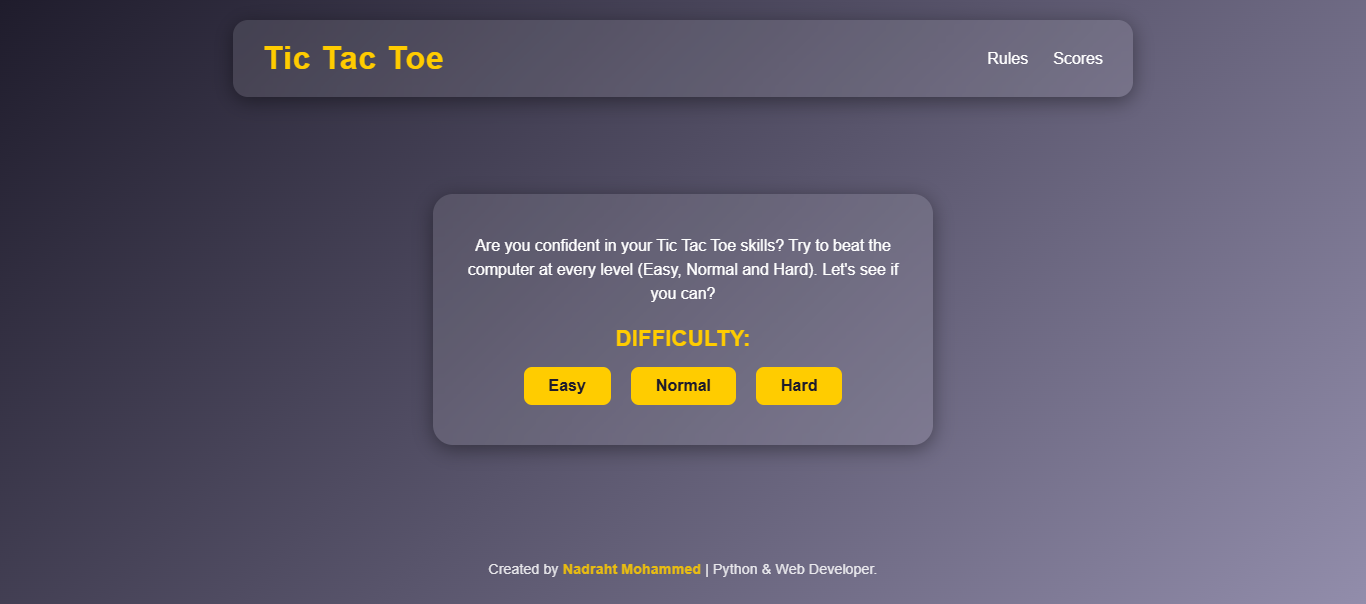 Tic Tac Toe
Rules
Scores
Are you confident in your Tic Tac Toe skills? Try to beat the
computer at every level (Easy, Normal and Hard). Let's see if
you can?
DIFFICULTY:
Easy
Normal
Hard
Created by Nadraht Mohammed | Python & Web Developer.